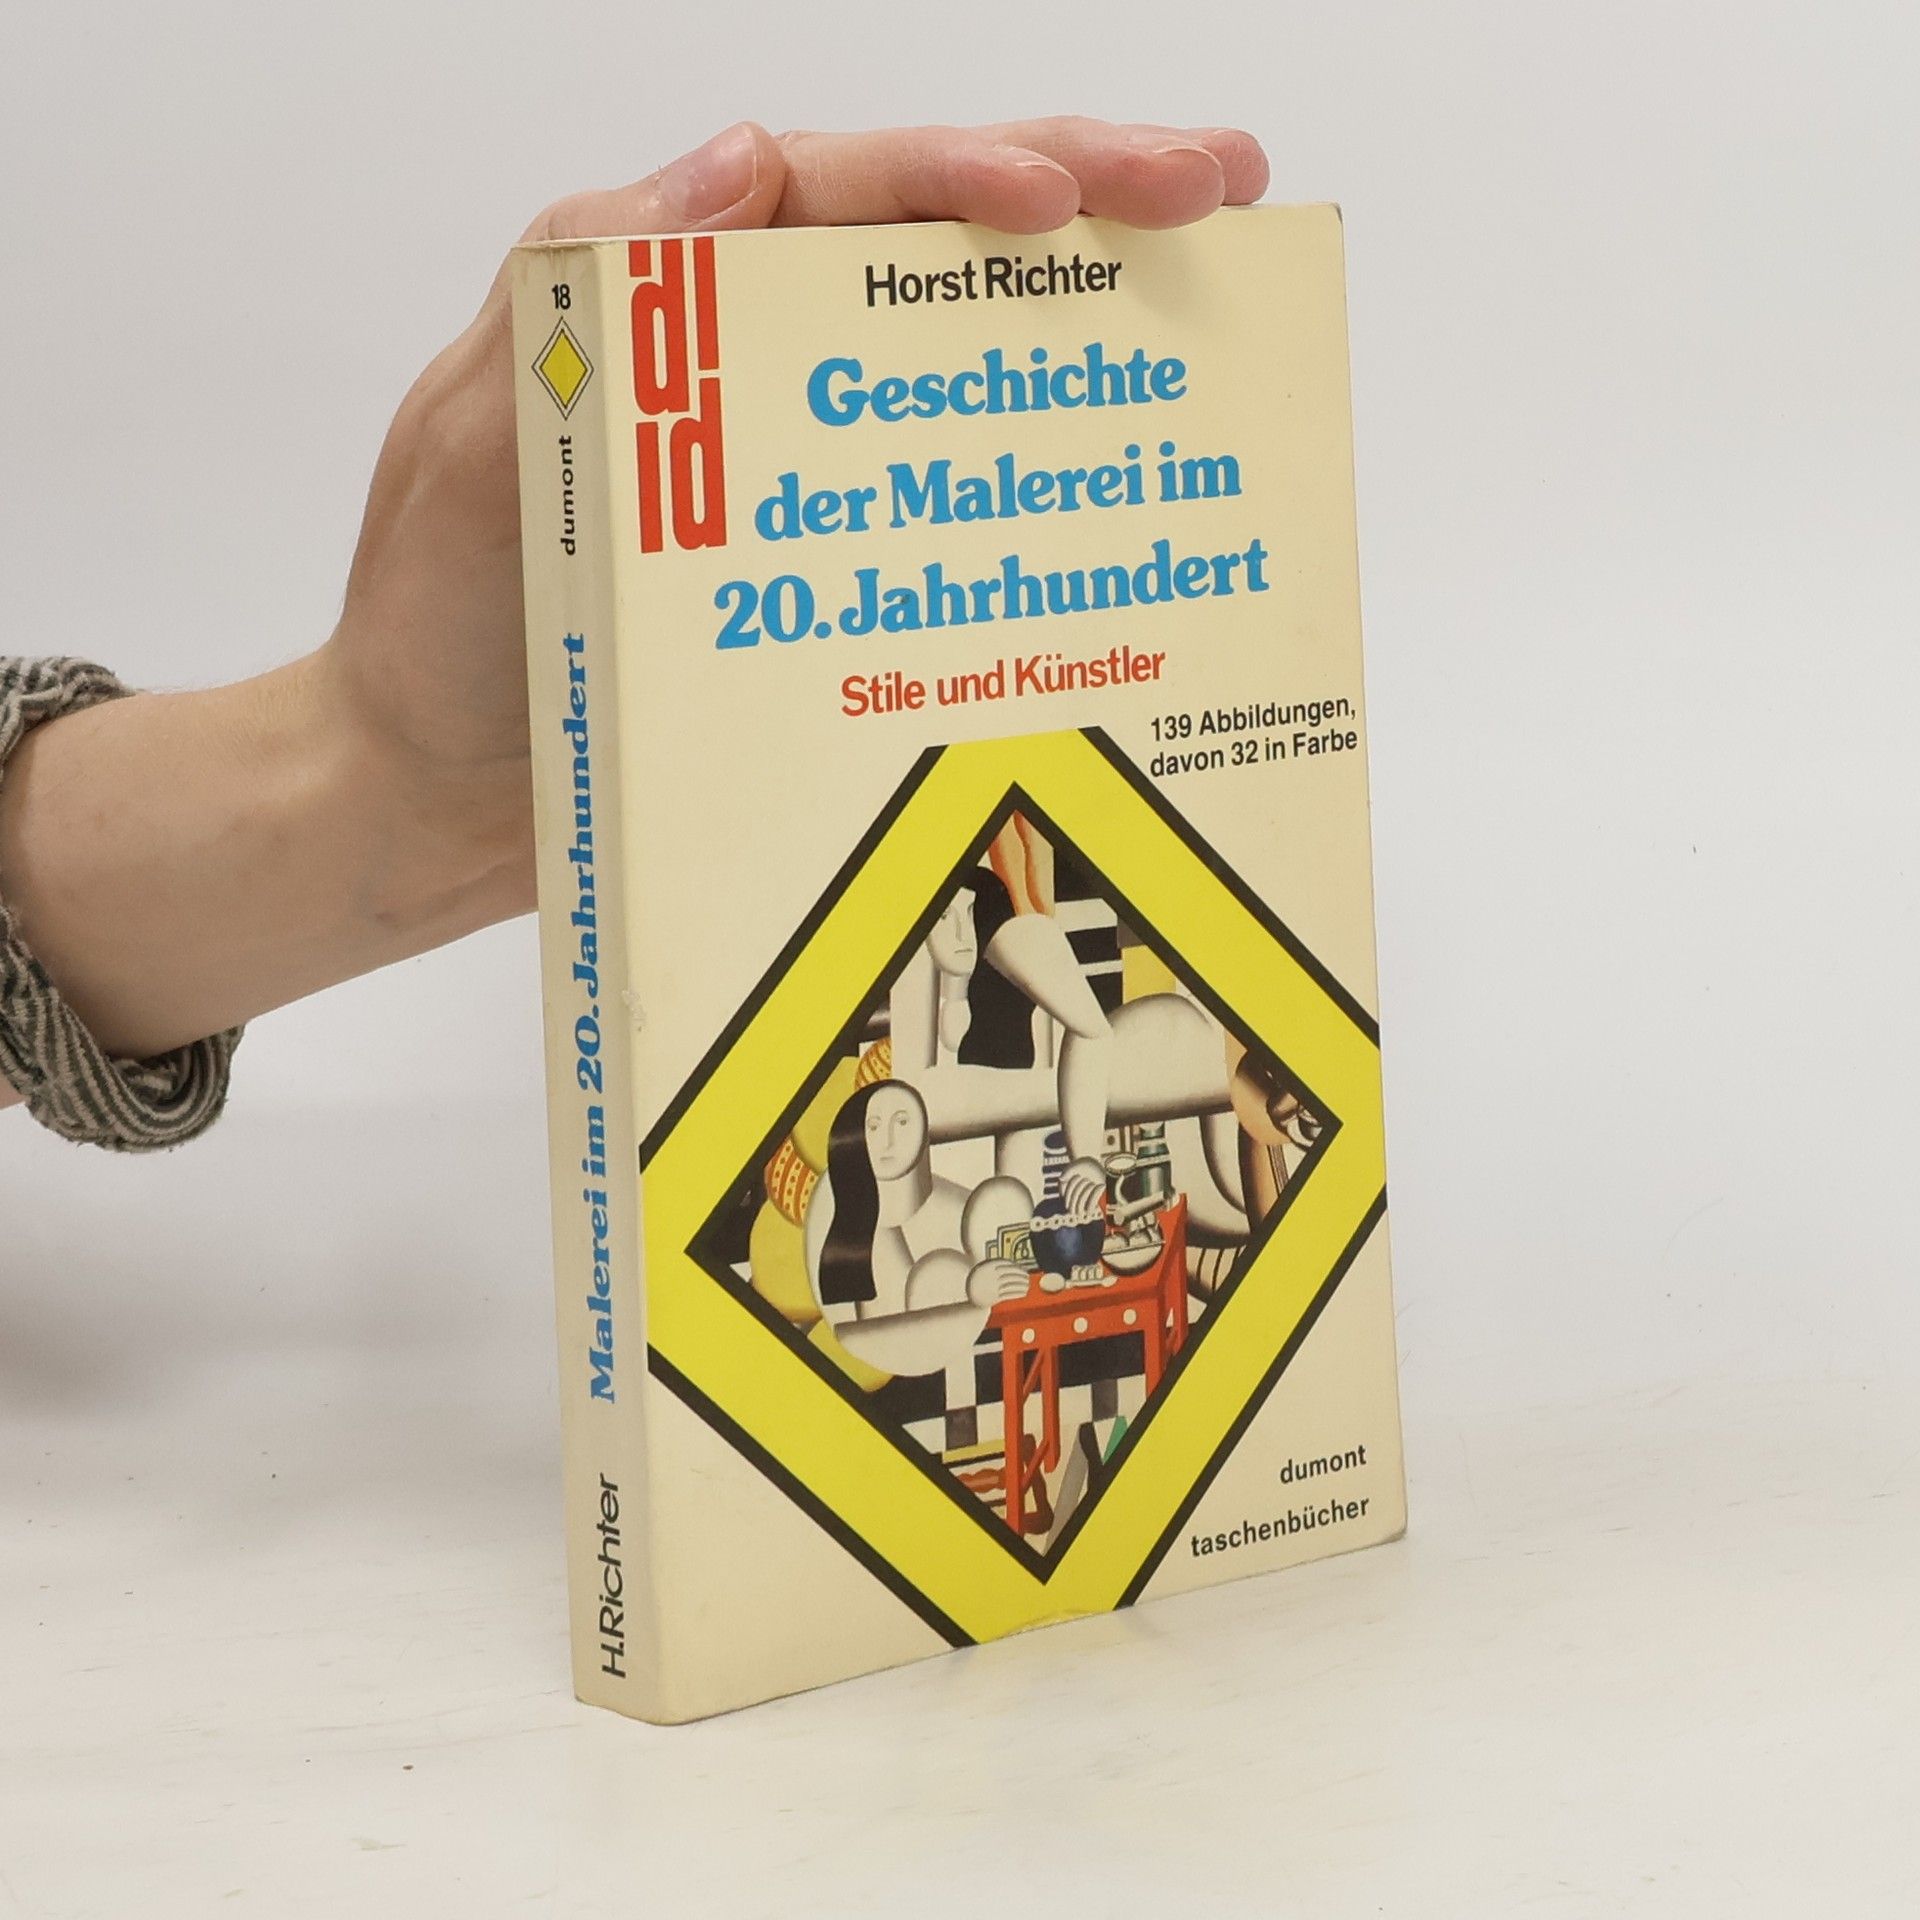 18
dumont
Malerei im 20. Jahrhundert
H. Richter
Horst Richter
Geschichte
der Malerei im
20. Jahrhundert
Stile und Künstler
139 Abbildungen,
davon 32 in Farbe
dumont
taschenbücher